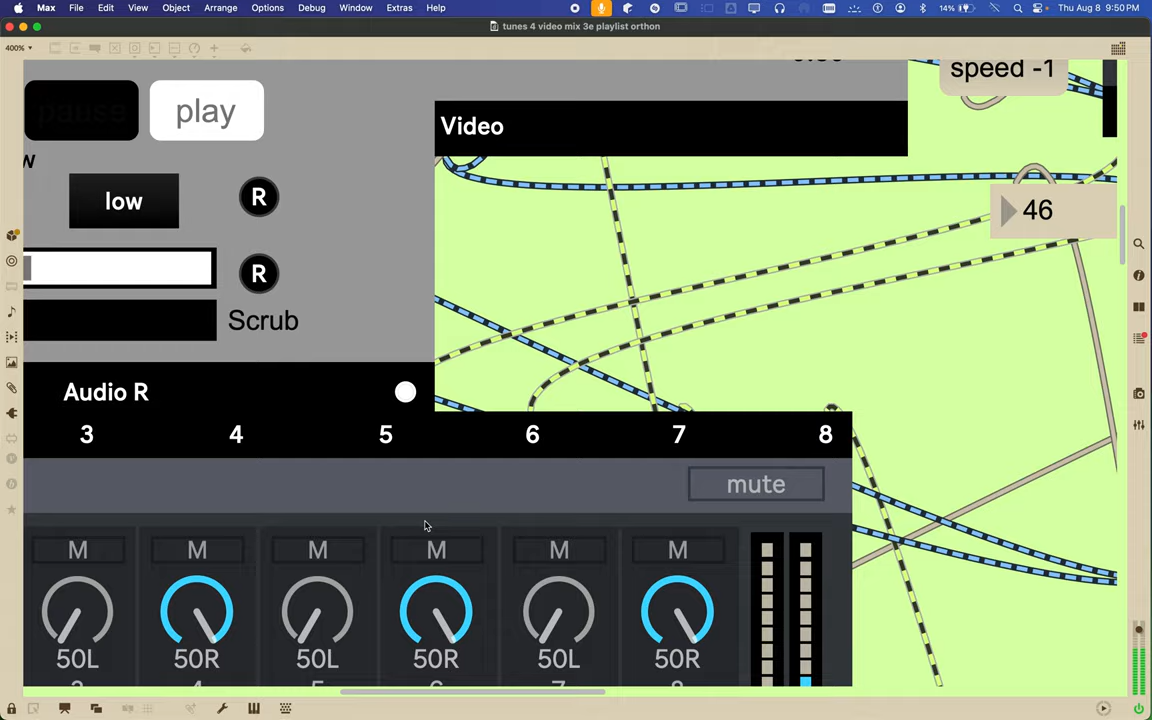 Max File Edit View Object Arrange Options Debug Window Extras Help 14% Thu Aug 8 9:50 PM
tunes 4 video mix 3e playlist orthon
400%
speed -1
pause play
Video
w
low R
46
R
Scrub
Audio R
3 4 5 6 7 8
mute
M M M M M M
50L 50R 50L 50R 50L 50R